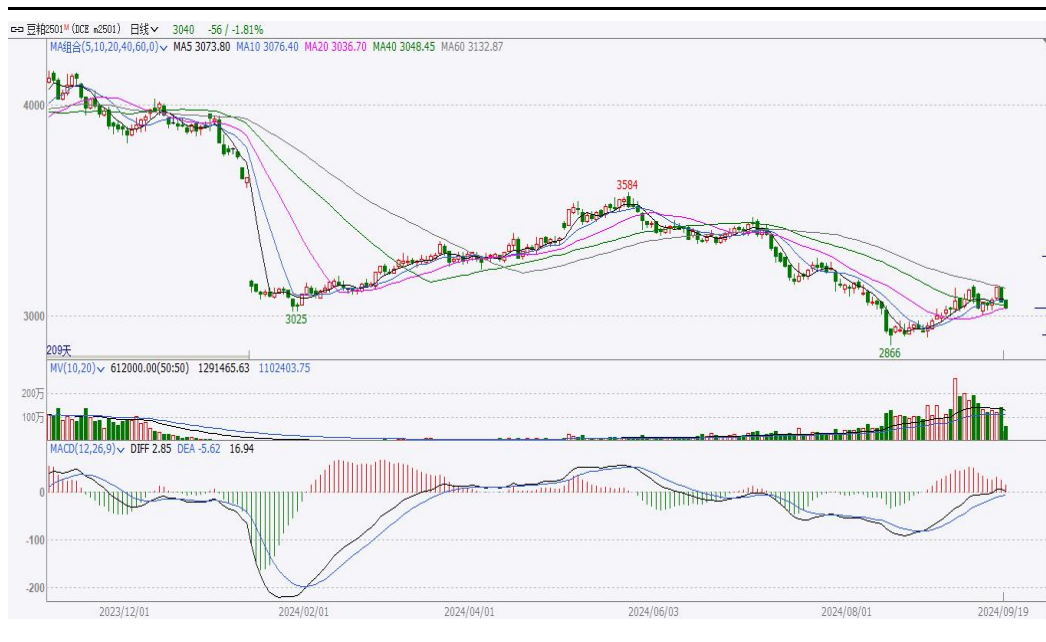 豆粕2501M (DCE m2501) 日线 3040 -56 / -1.81%
MA组合(5,10,20,40,60,0) MA5 3073.80 MA10 3076.40 MA20 3036.70 MA40 3048.45 MA60 3132.87
4000
3584
3000
3025
2866
209天
MV(10,20) 612000.00(50:50) 1291465.63 1102403.75
200万
100万
MACD(12,26,9) DIFF 2.85 DEA -5.62 16.94
0
-100
-200
2023/12/01 2024/02/01 2024/04/01 2024/06/03 2024/08/01 2024/09/19